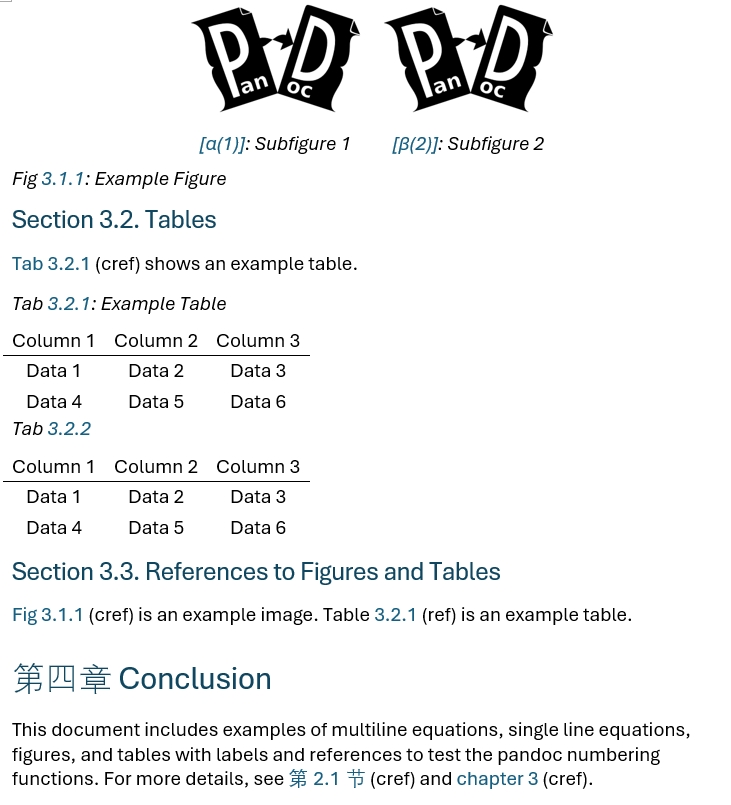 Pan Doc Pan Doc
[α(1)]: Subfigure 1 [β(2)]: Subfigure 2
Fig 3.1.1: Example Figure
Section 3.2. Tables
Tab 3.2.1 (cref) shows an example table.
Tab 3.2.1: Example Table
Column 1 Column 2 Column 3
Data 1 Data 2 Data 3
Data 4 Data 5 Data 6
Tab 3.2.2
Column 1 Column 2 Column 3
Data 1 Data 2 Data 3
Data 4 Data 5 Data 6
Section 3.3. References to Figures and Tables
Fig 3.1.1 (cref) is an example image. Table 3.2.1 (ref) is an example table.
第四章 Conclusion
This document includes examples of multiline equations, single line equations,
figures, and tables with labels and references to test the pandoc numbering
functions. For more details, see 第 2.1 节 (cref) and chapter 3 (cref).